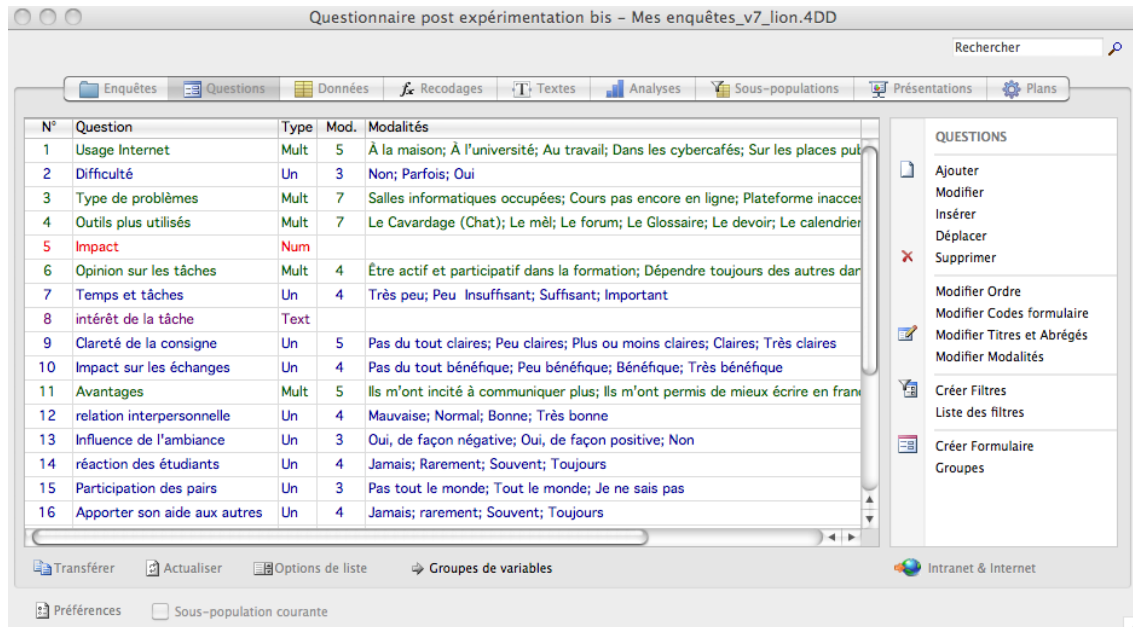 Questionnaire post expérimentation bis – Mes enquêtes_v7_lion.4DD
Rechercher
Enquêtes Questions Données fx Recodages T Textes Analyses Sous-populations Présentations Plans
N° Question Type Mod. Modalités
1 Usage Internet Mult 5 À la maison; À l'université; Au travail; Dans les cybercafés; Sur les places pub
2 Difficulté Un 3 Non; Parfois; Oui
3 Type de problèmes Mult 7 Salles informatiques occupées; Cours pas encore en ligne; Plateforme inacces
4 Outils plus utilisés Mult 7 Le Cavardage (Chat); Le mèl; Le forum; Le Glossaire; Le devoir; Le calendrier
5 Impact Num
6 Opinion sur les tâches Mult 4 Être actif et participatif dans la formation; Dépendre toujours des autres dan
7 Temps et tâches Un 4 Très peu; Peu Insuffisant; Suffisant; Important
8 intérêt de la tâche Text
9 Clareté de la consigne Un 5 Pas du tout claires; Peu claires; Plus ou moins claires; Claires; Très claires
10 Impact sur les échanges Un 4 Pas du tout bénéfique; Peu bénéfique; Bénéfique; Très bénéfique
11 Avantages Mult 5 Ils m'ont incité à communiquer plus; Ils m'ont permis de mieux écrire en fran
12 relation interpersonnelle Un 4 Mauvaise; Normal; Bonne; Très bonne
13 Influence de l'ambiance Un 3 Oui, de façon négative; Oui, de façon positive; Non
14 réaction des étudiants Un 4 Jamais; Rarement; Souvent; Toujours
15 Participation des pairs Un 3 Pas tout le monde; Tout le monde; Je ne sais pas
16 Apporter son aide aux autres Un 4 Jamais; rarement; Souvent; Toujours
QUESTIONS
Ajouter
Modifier
Insérer
Déplacer
Supprimer
Modifier Ordre
Modifier Codes formulaire
Modifier Titres et Abrégés
Modifier Modalités
Créer Filtres
Liste des filtres
Créer Formulaire
Groupes
Transférer Actualiser Options de liste Groupes de variables Intranet & Internet
Préférences Sous-population courante